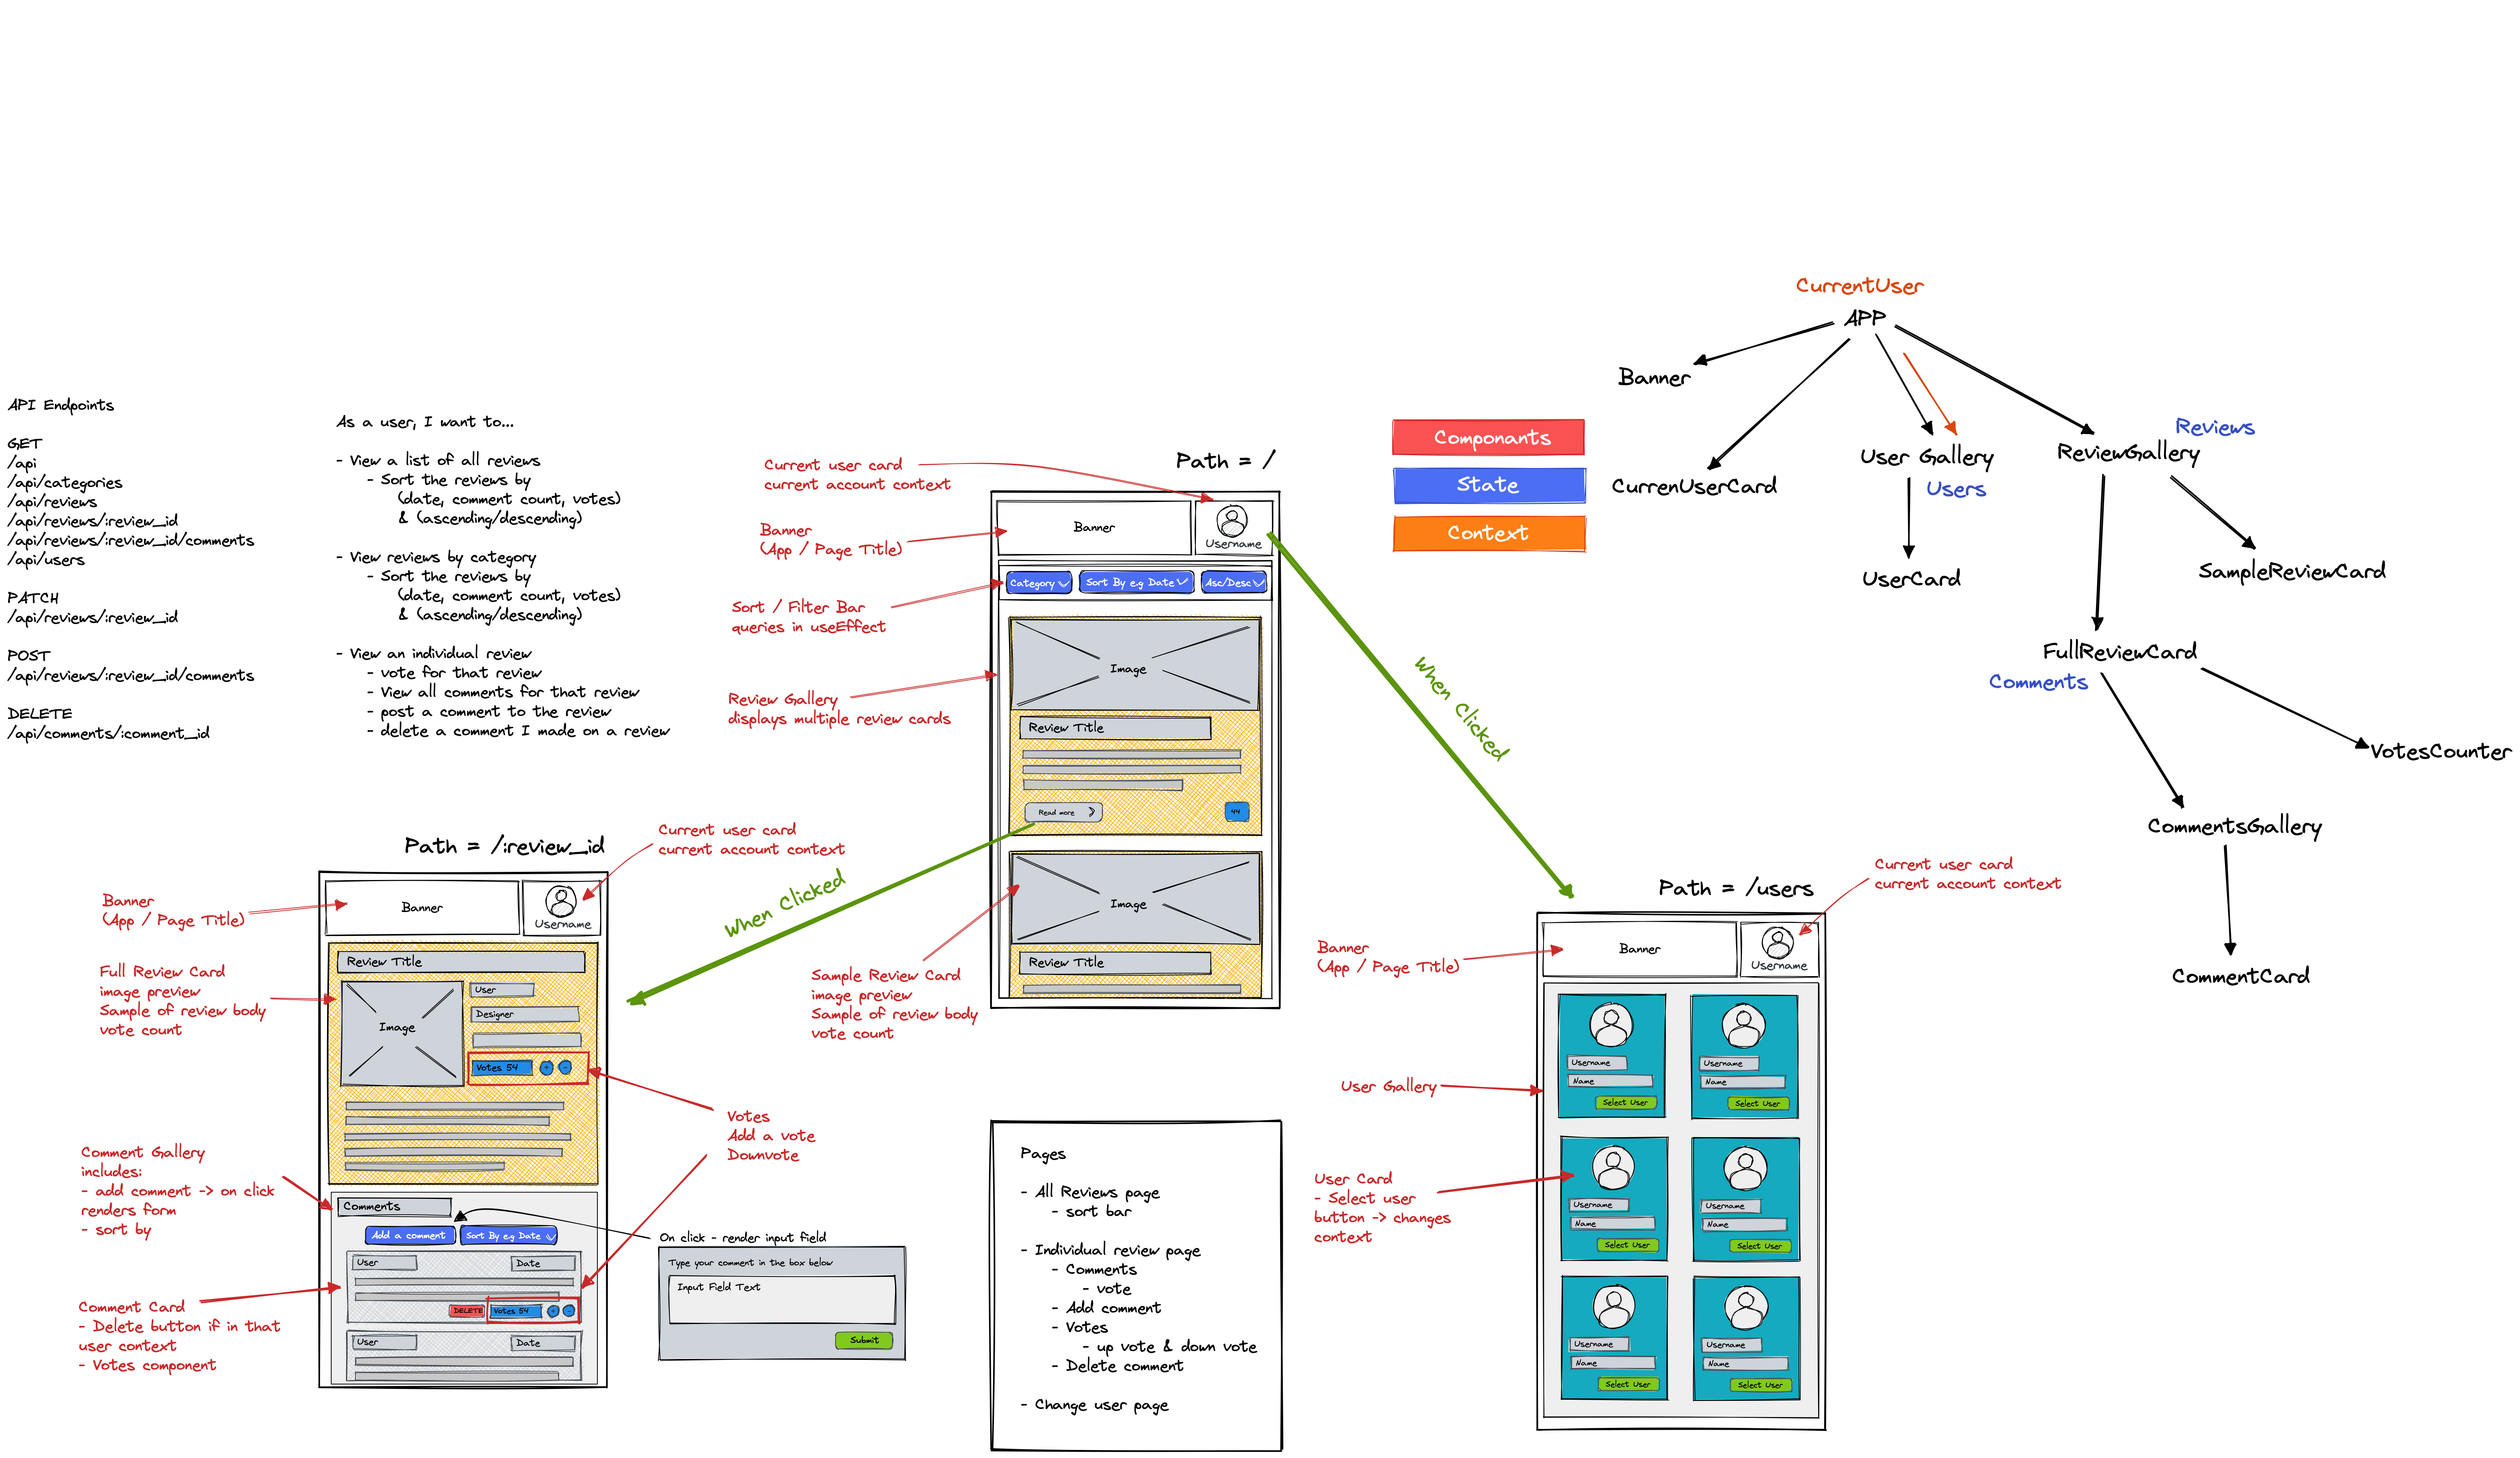 API Endpoints
GET
/api
/api/categories
/api/reviews
/api/reviews/:review_id
/api/reviews/:review_id/comments
/api/users
PATCH
/api/reviews/:review_id
POST
/api/reviews/:review_id/comments
DELETE
/api/comments/:comment_id
As a user, I want to...
- View a list of all reviews
- Sort the reviews by
(date, comment count, votes)
& (ascending/descending)
- View reviews by category
- Sort the reviews by
(date, comment count, votes)
& (ascending/descending)
- View an individual review
- vote for that review
- View all comments for that review
- post a comment to the review
- delete a comment I made on a review
Path = /
Current user card
current account context
Banner
(App / Page Title)
Sort / Filter Bar
queries in useEffect
Review Gallery
displays multiple review cards
Sample Review Card
image preview
Sample of review body
vote count
Banner
Username
Category
Sort By e.g Date
Asc/Desc
Image
Review Title
Read more
44
Image
Review Title
When Clicked
When Clicked
Componants
State
Context
CurrentUser
APP
Banner
CurrenUserCard
User Gallery
Users
UserCard
Reviews
ReviewGallery
SampleReviewCard
FullReviewCard
Comments
VotesCounter
CommentsGallery
CommentCard
Path = /:review_id
Current user card
current account context
Banner
(App / Page Title)
Full Review Card
image preview
Sample of review body
vote count
Comment Gallery
includes:
- add comment -> on click
renders form
- sort by
Comment Card
- Delete button if in that
user context
- Votes component
Banner
Username
Review Title
Image
User
Designer
Votes 54
+
-
Comments
Add a comment
Sort By e.g Date
User
Date
DELETE
Votes 54
+
-
User
Date
Votes
Add a vote
Downvote
On click - render input field
Type your comment in the box below
Input Field Text
Submit
Pages
- All Reviews page
- sort bar
- Individual review page
- Comments
- vote
- Add comment
- Votes
- up vote & down vote
- Delete comment
- Change user page
Path = /users
Current user card
current account context
Banner
(App / Page Title)
User Gallery
User Card
- Select user
button -> changes
context
Banner
Username
Username
Name
Select User
Username
Name
Select User
Username
Name
Select User
Username
Name
Select User
Username
Name
Select User
Username
Name
Select User